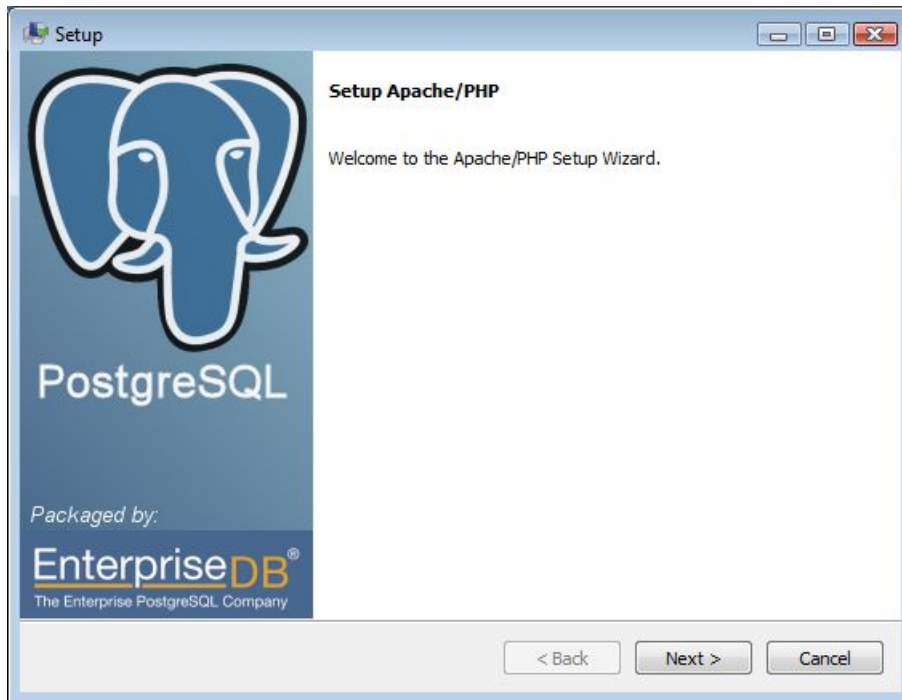 Setup
Setup Apache/PHP
Welcome to the Apache/PHP Setup Wizard.
PostgreSQL
Packaged by:
EnterpriseDB®
The Enterprise PostgreSQL Company
< Back Next > Cancel